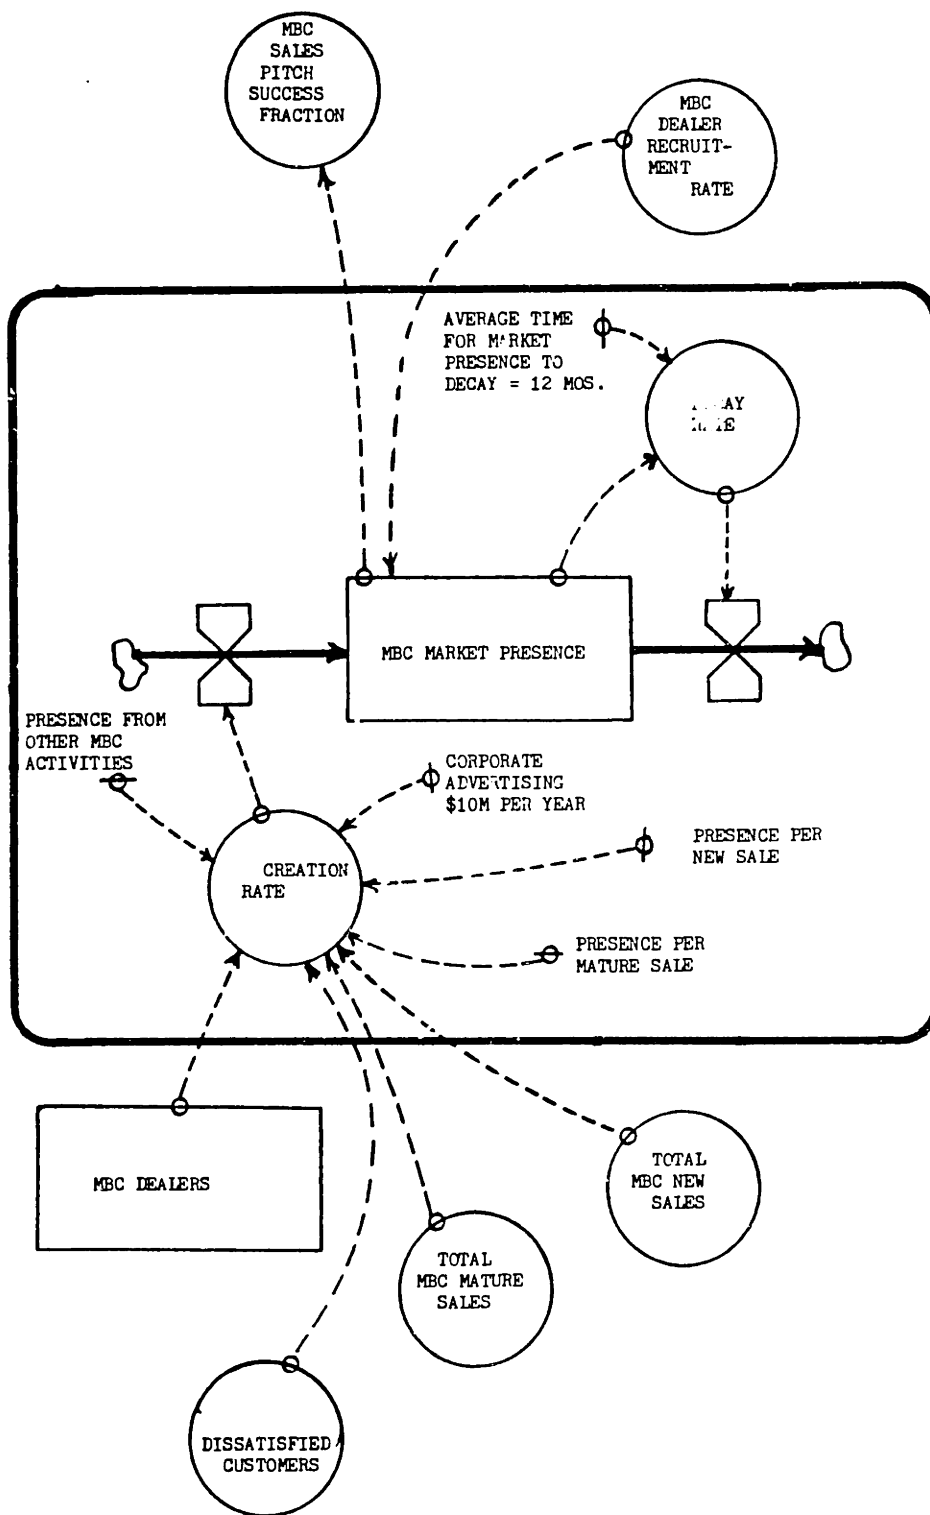 MBC
SALES
PITCH
SUCCESS
FRACTION
MBC
DEALER
RECRUIT-
MENT
RATE
AVERAGE TIME
FOR MARKET
PRESENCE TO
DECAY = 12 MOS.
MBC MARKET PRESENCE
PRESENCE FROM
OTHER MBC
ACTIVITIES
CORPORATE
ADVERTISING
$10M PER YEAR
PRESENCE PER
NEW SALE
CREATION
RATE
PRESENCE PER
MATURE SALE
MBC DEALERS
TOTAL
MBC NEW
SALES
TOTAL
MBC MATURE
SALES
DISSATISFIED
CUSTOMERS